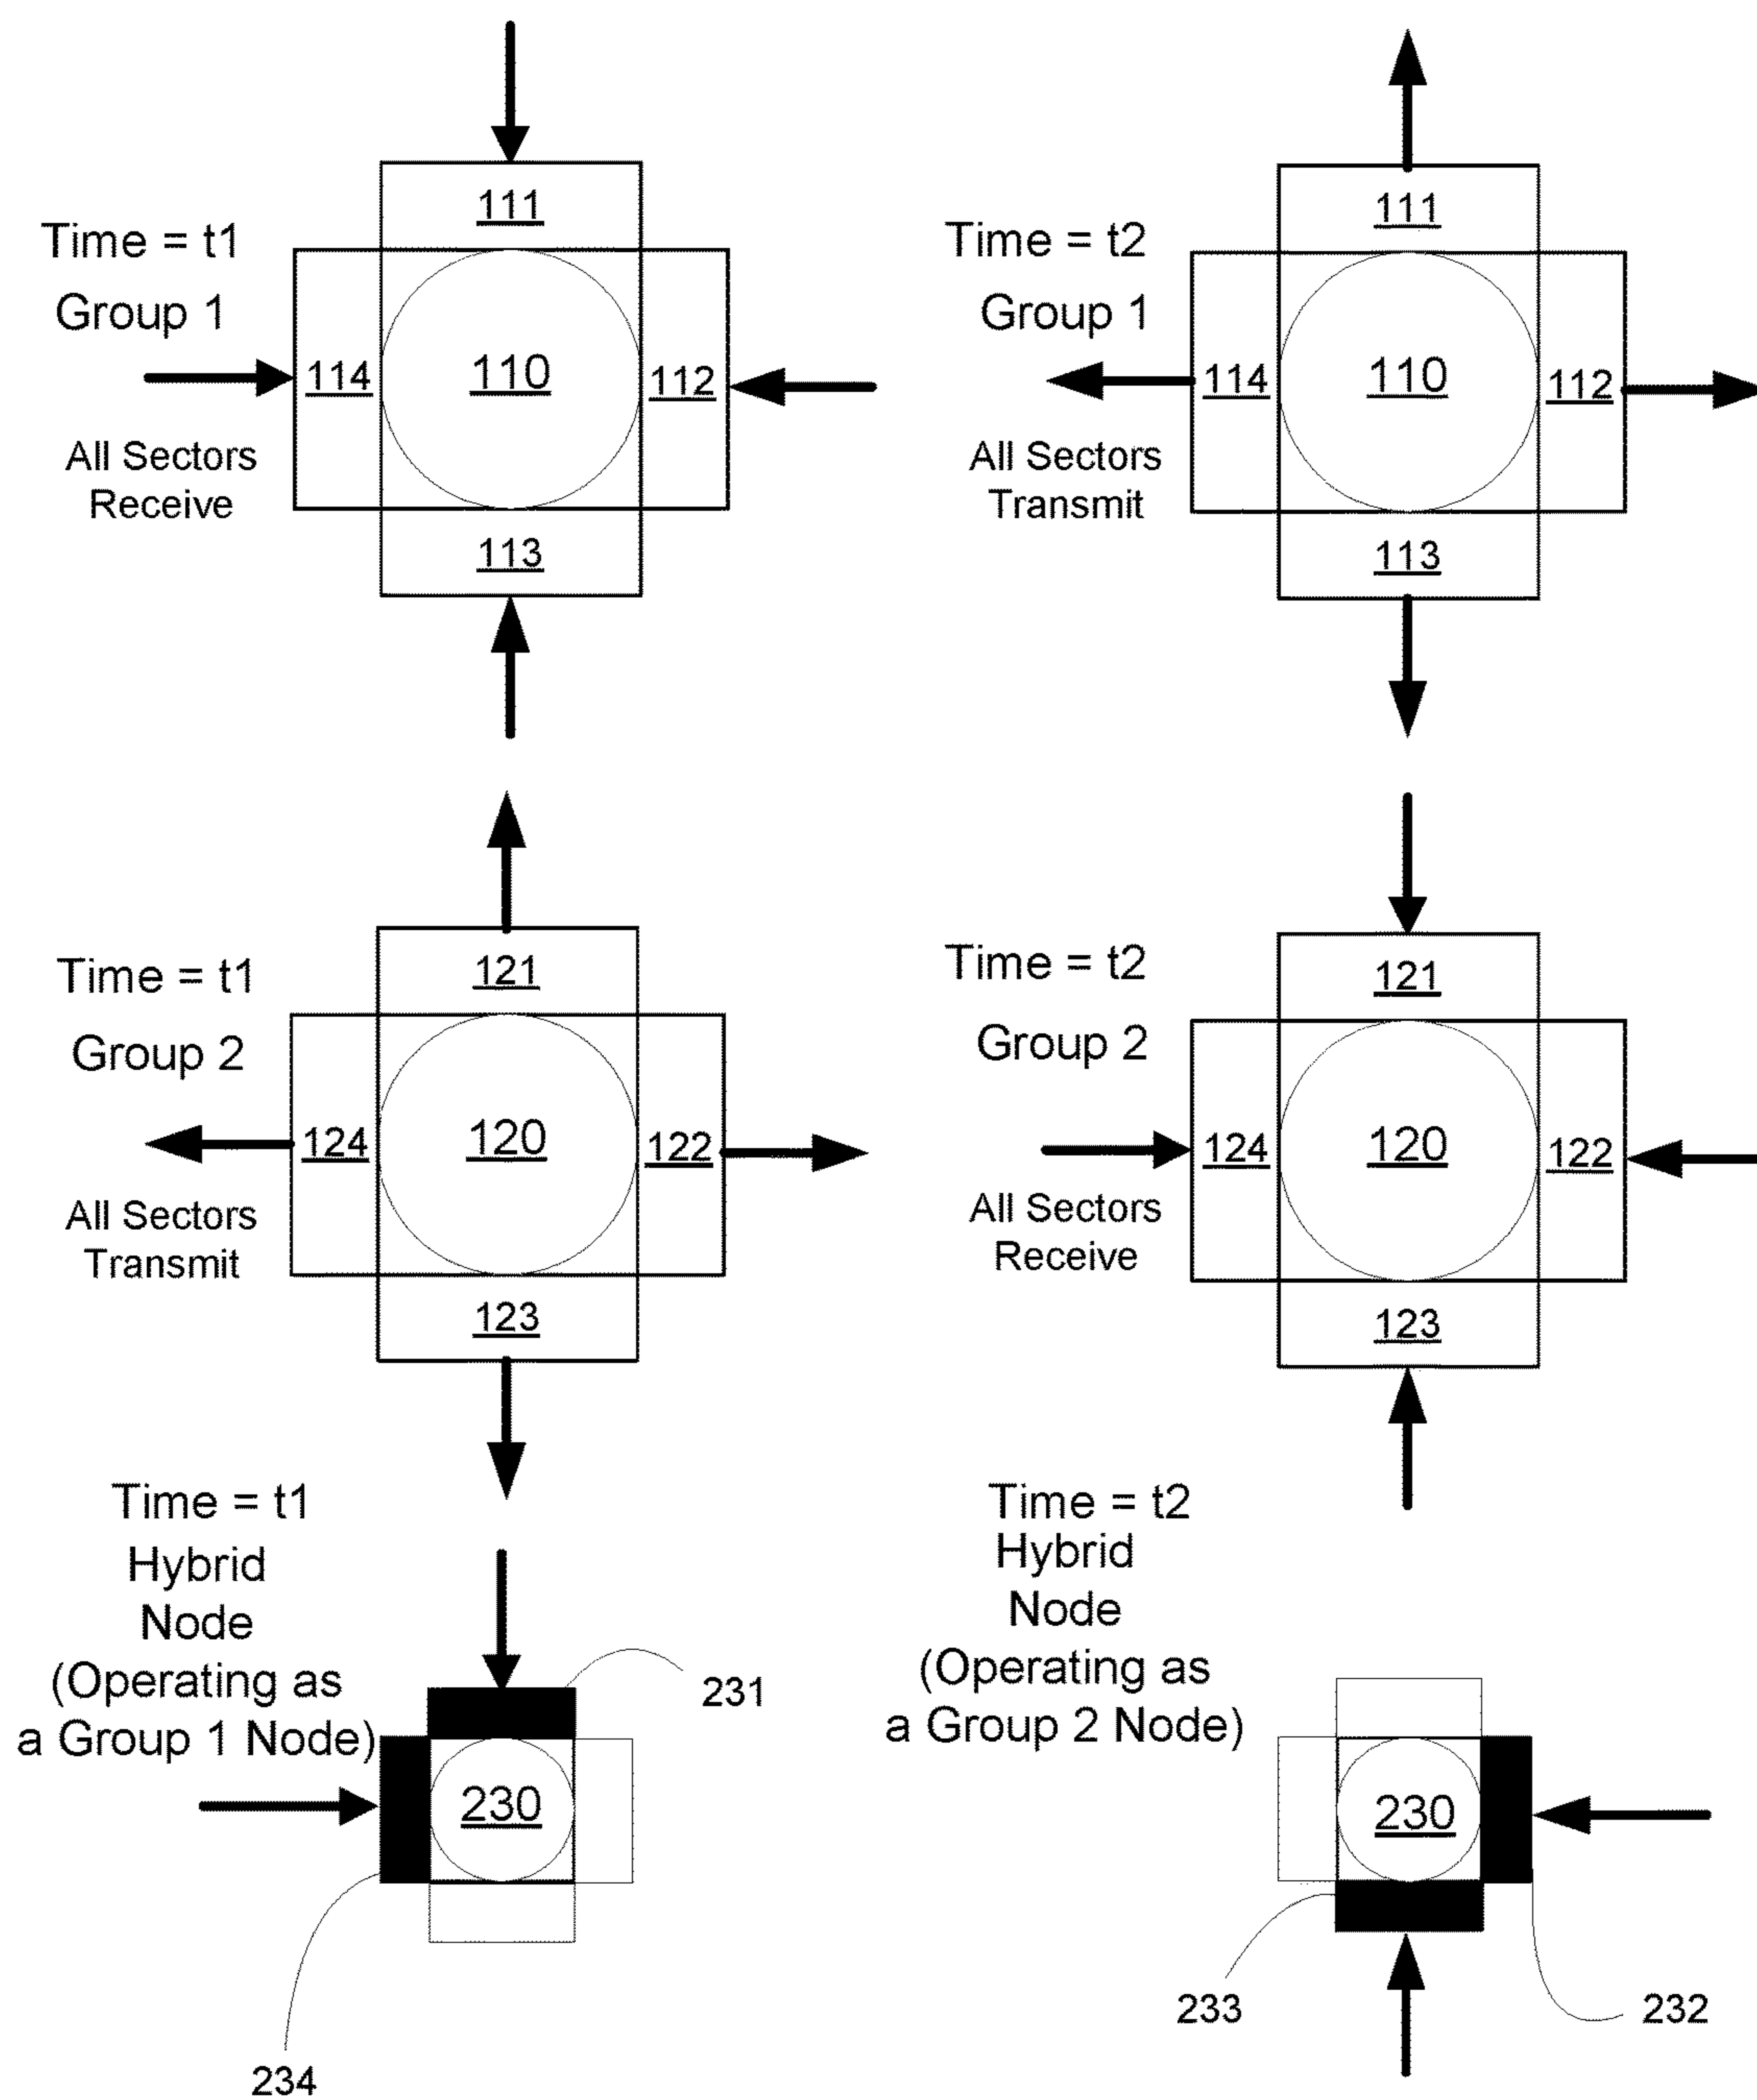 111
Time = t1
Group 1
114
110
112
All Sectors
Receive
113
111
Time = t2
Group 1
114
110
112
All Sectors
Transmit
113
121
Time = t1
Group 2
124
120
122
All Sectors
Transmit
123
121
Time = t2
Group 2
124
120
122
All Sectors
Receive
123
Time = t1
Hybrid
Node
(Operating as
a Group 1 Node)
231
230
234
Time = t2
Hybrid
Node
(Operating as
a Group 2 Node)
230
233
232